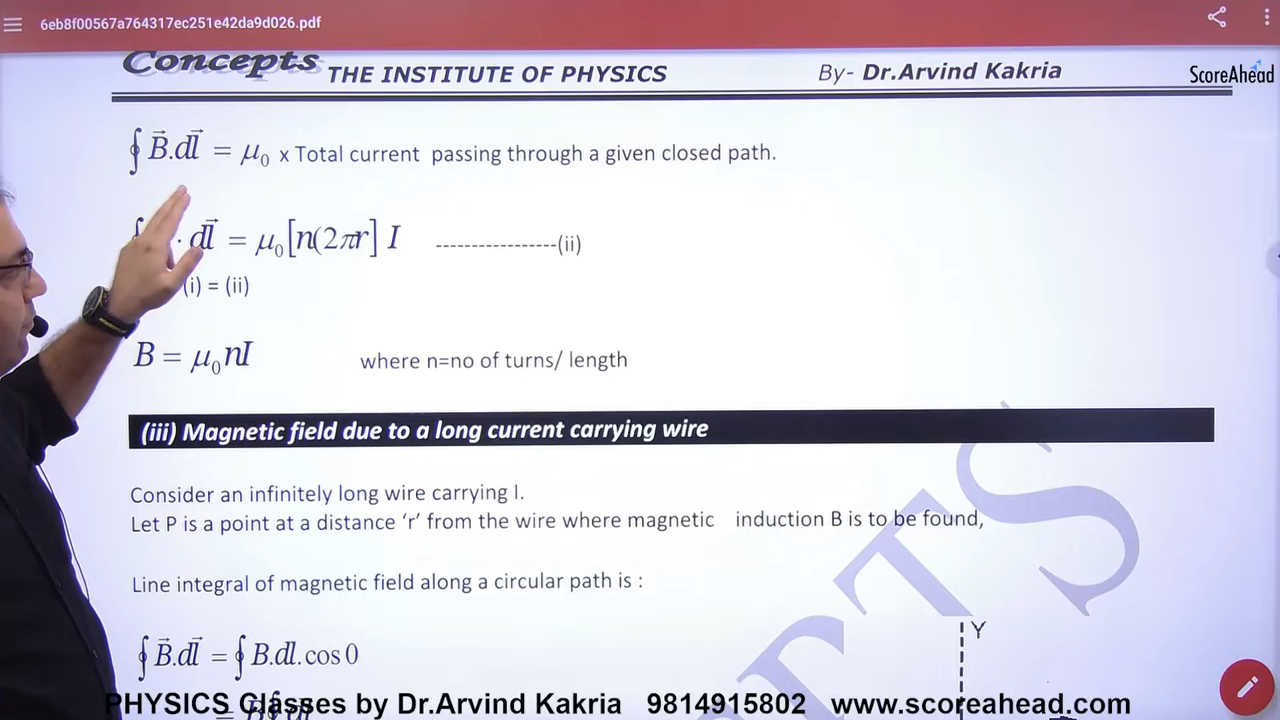 6eb8f00567a764317ec251e42da9d026.pdf
Concepts THE INSTITUTE OF PHYSICS By- Dr.Arvind Kakria ScoreAhead
∮ B⃗.dl⃗ = μ₀ x Total current passing through a given closed path.
· dl⃗ = μ₀ [n(2πr] I ----------------(ii)
(i) = (ii)
B = μ₀nI where n=no of turns/ length
(iii) Magnetic field due to a long current carrying wire
Consider an infinitely long wire carrying I.
Let P is a point at a distance ‘r’ from the wire where magnetic induction B is to be found,
Line integral of magnetic field along a circular path is :
∮ B⃗.dl⃗ = ∮ B.dl.cos 0
Y
PHYSICS Classes by Dr.Arvind Kakria 9814915802 www.scoreahead.com